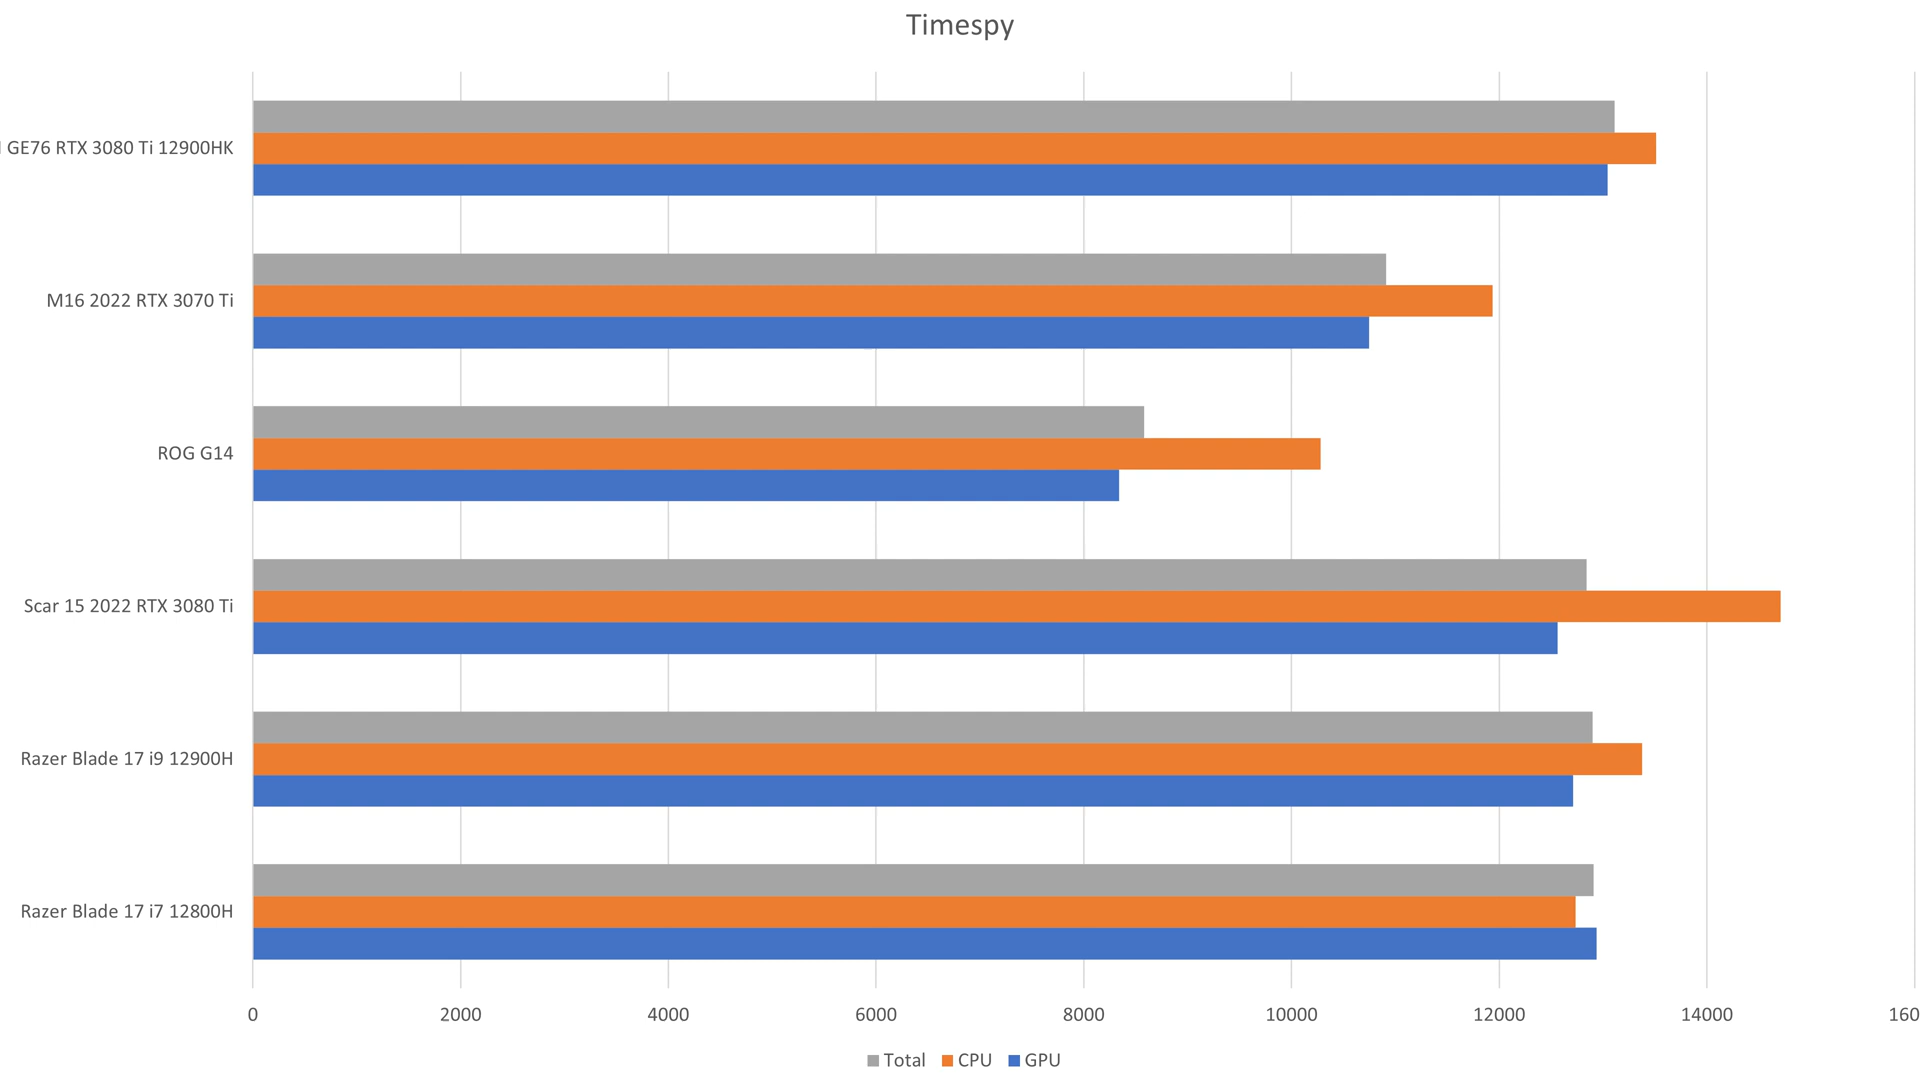 Timespy
GE76 RTX 3080 Ti 12900HK
M16 2022 RTX 3070 Ti
ROG G14
Scar 15 2022 RTX 3080 Ti
Razer Blade 17 i9 12900H
Razer Blade 17 i7 12800H
0 2000 4000 6000 8000 10000 12000 14000 160
Total CPU GPU